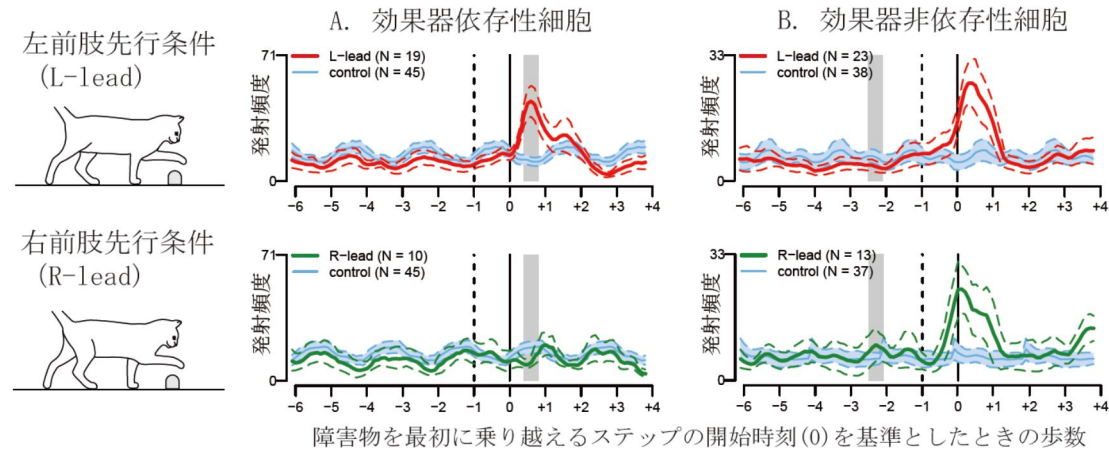 A. 効果器依存性細胞
B. 効果器非依存性細胞
左前肢先行条件
(L-lead)
71
発射頻度
0
L-lead (N = 19)
control (N = 45)
−6 −5 −4 −3 −2 −1 0 +1 +2 +3 +4
33
発射頻度
0
L-lead (N = 23)
control (N = 38)
−6 −5 −4 −3 −2 −1 0 +1 +2 +3 +4
右前肢先行条件
(R-lead)
71
発射頻度
0
R-lead (N = 10)
control (N = 45)
−6 −5 −4 −3 −2 −1 0 +1 +2 +3 +4
33
発射頻度
0
R-lead (N = 13)
control (N = 37)
−6 −5 −4 −3 −2 −1 0 +1 +2 +3 +4
障害物を最初に乗り越えるステップの開始時刻(0)を基準としたときの歩数